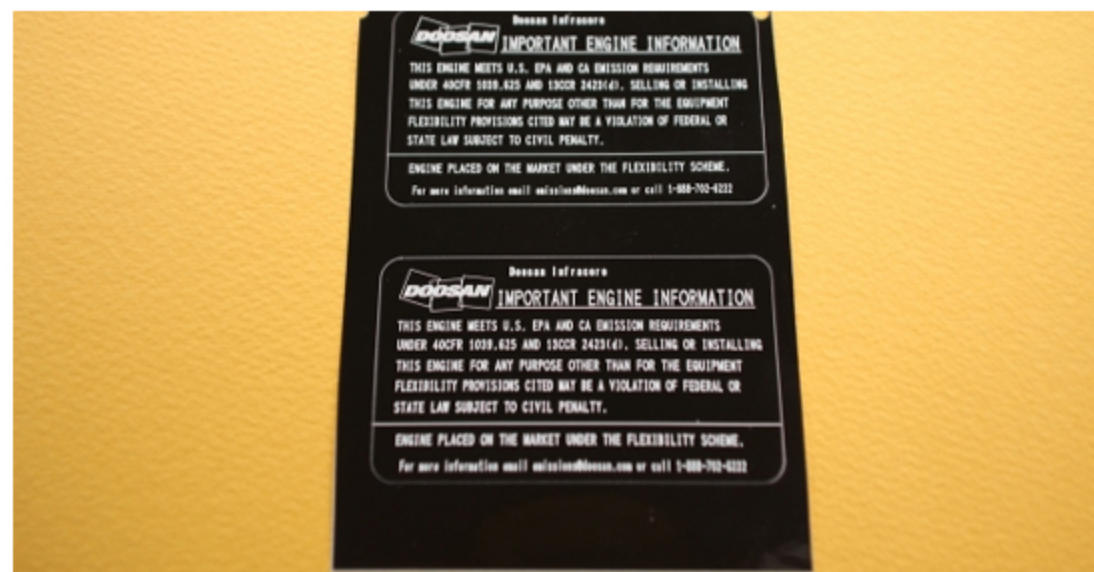 Doosan Infracore
DOOSAN IMPORTANT ENGINE INFORMATION
THIS ENGINE MEETS U.S. EPA AND CA EMISSION REQUIREMENTS
UNDER 40CFR 1039.625 AND 13CCR 2423(d). SELLING OR INSTALLING
THIS ENGINE FOR ANY PURPOSE OTHER THAN FOR THE EQUIPMENT
FLEXIBILITY PROVISIONS CITED MAY BE A VIOLATION OF FEDERAL OR
STATE LAW SUBJECT TO CIVIL PENALTY.
ENGINE PLACED ON THE MARKET UNDER THE FLEXIBILITY SCHEME.
For more information email emissions@doosan.com or call 1-888-702-6232
Doosan Infracore
DOOSAN IMPORTANT ENGINE INFORMATION
THIS ENGINE MEETS U.S. EPA AND CA EMISSION REQUIREMENTS
UNDER 40CFR 1039.625 AND 13CCR 2423(d). SELLING OR INSTALLING
THIS ENGINE FOR ANY PURPOSE OTHER THAN FOR THE EQUIPMENT
FLEXIBILITY PROVISIONS CITED MAY BE A VIOLATION OF FEDERAL OR
STATE LAW SUBJECT TO CIVIL PENALTY.
ENGINE PLACED ON THE MARKET UNDER THE FLEXIBILITY SCHEME.
For more information email emissions@doosan.com or call 1-888-702-6232